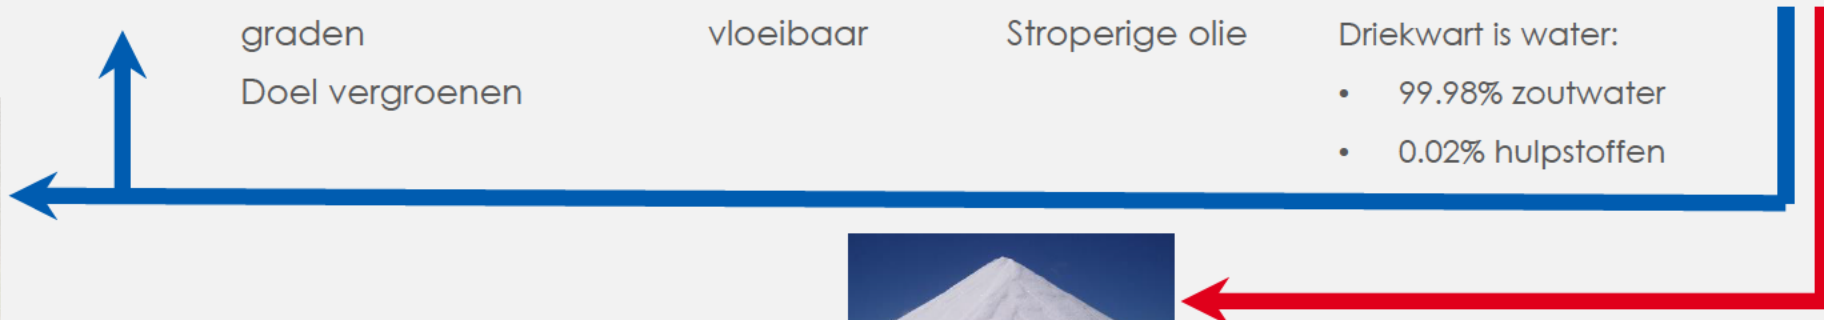 graden
Doel vergroenen
vloeibaar
Stroperige olie
Driekwart is water:
• 99.98% zoutwater
• 0.02% hulpstoffen